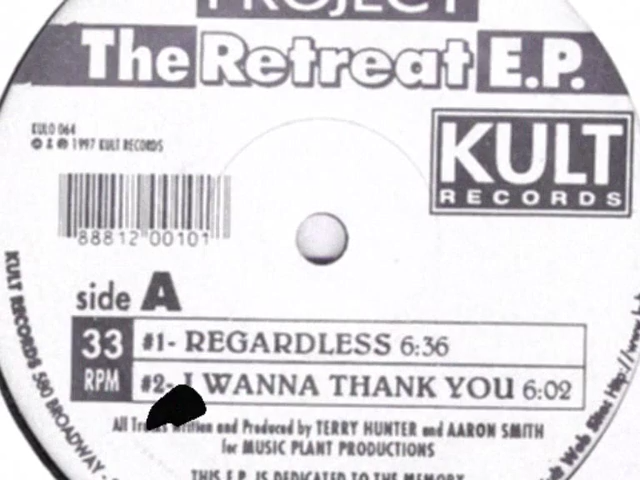 PROJECT
The Retreat E.P.
KULO 064
© & ℗ 1997 KULT RECORDS
KULT
RECORDS
88812 00101
side A
33 RPM
#1- REGARDLESS 6:36
#2- I WANNA THANK YOU 6:02
All written and Produced by TERRY HUNTER and AARON SMITH
for MUSIC PLANT PRODUCTIONS
THIS E.P. IS DEDICATED TO THE MEMORY
KULT RECORDS 580 BROADWAY -
Web Site: http://www.